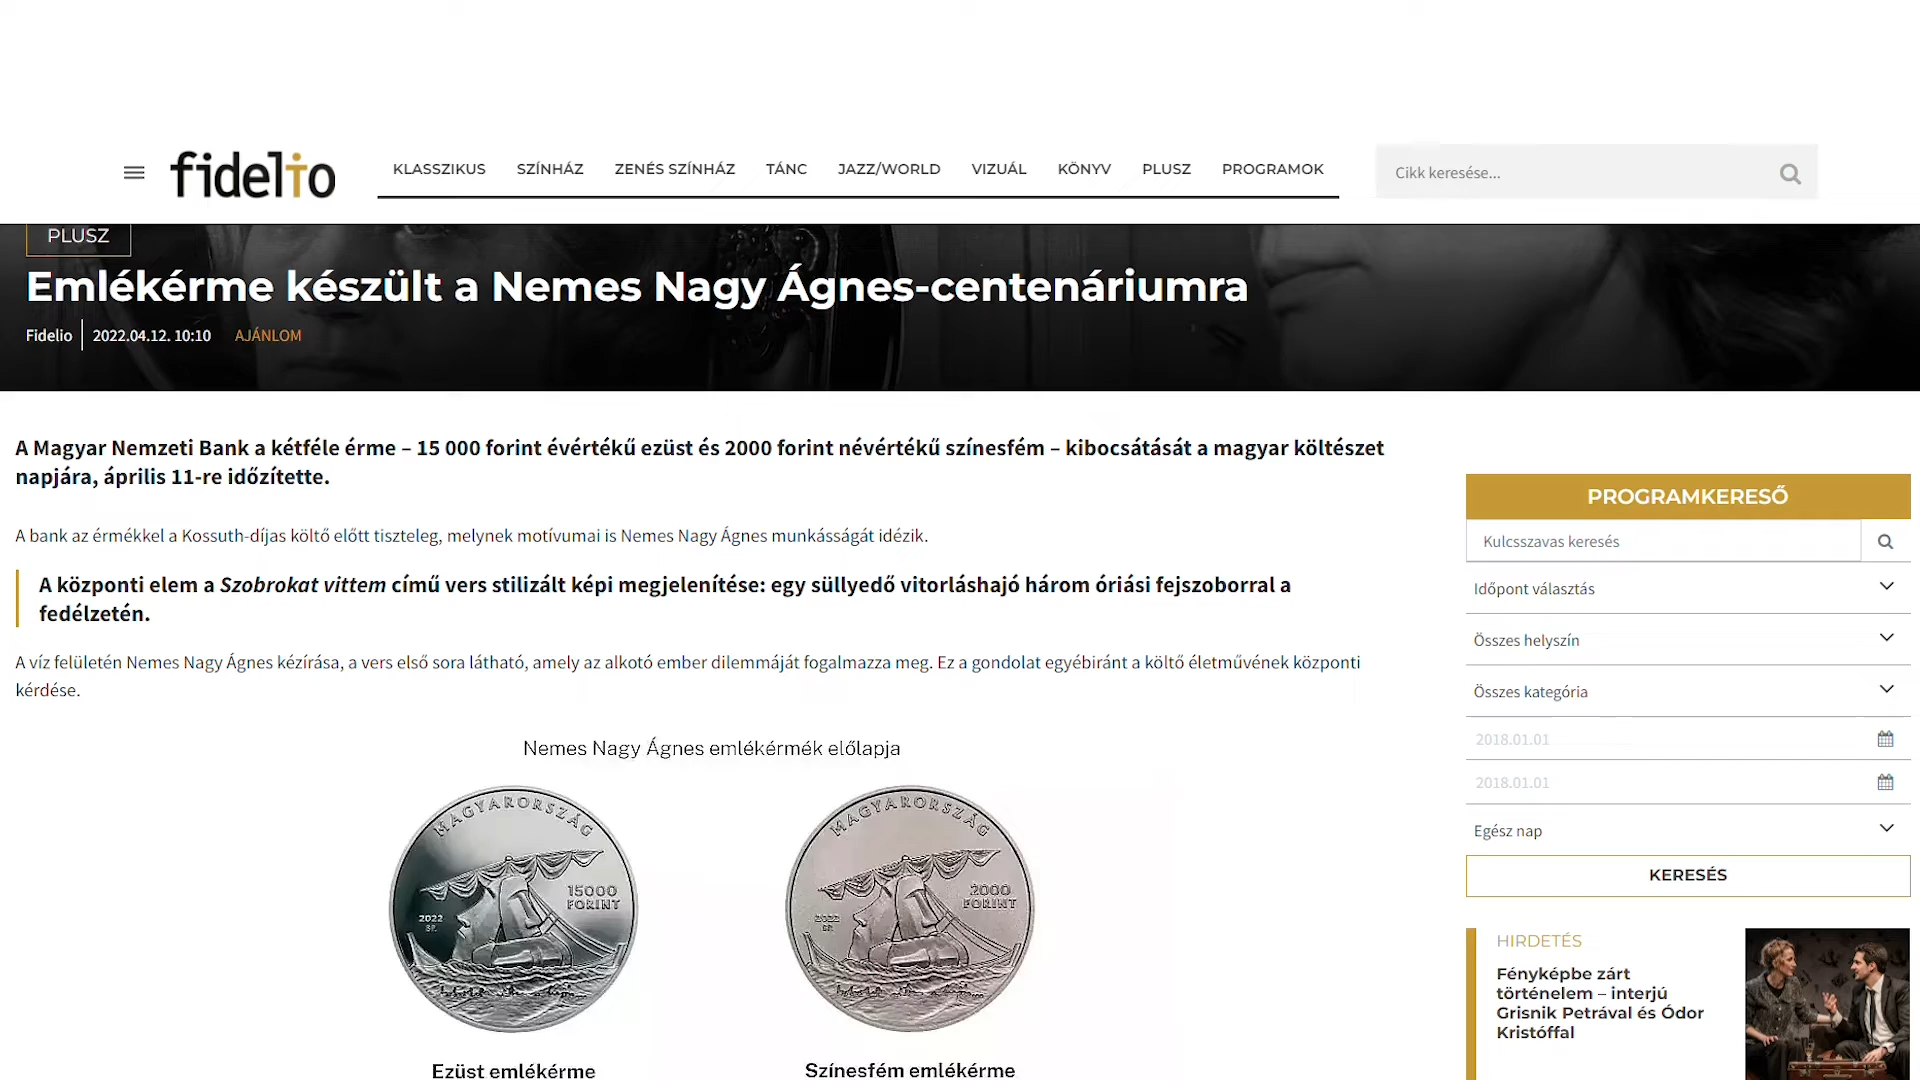 fidelio
KLASSZIKUS SZÍNHÁZ ZENÉS SZÍNHÁZ TÁNC JAZZ/WORLD VIZUÁL KÖNYV PLUSZ PROGRAMOK
Cikk keresése...
PLUSZ
Emlékérme készült a Nemes Nagy Ágnes-centenáriumra
Fidelio 2022.04.12. 10:10 AJÁNLOM
A Magyar Nemzeti Bank a kétféle érme – 15 000 forint évértékű ezüst és 2000 forint névértékű színesfém – kibocsátását a magyar költészet
napjára, április 11-re időzítette.
A bank az érmékkel a Kossuth-díjas költő előtt tiszteleg, melynek motívumai is Nemes Nagy Ágnes munkásságát idézik.
A központi elem a Szobrokat vittem című vers stilizált képi megjelenítése: egy süllyedő vitorláshajó három óriási fejszoborral a
fedélzetén.
A víz felületén Nemes Nagy Ágnes kézírása, a vers első sora látható, amely az alkotó ember dilemmáját fogalmazza meg. Ez a gondolat egyébiránt a költő életművének központi
kérdése.
Nemes Nagy Ágnes emlékérmék előlapja
MAGYARORSZÁG
15000
FORINT
2022
BP.
MAGYARORSZÁG
2000
FORINT
2022
BP.
Ezüst emlékérme
Színesfém emlékérme
PROGRAMKERESŐ
Kulcsszavas keresés
Időpont választás
Összes helyszín
Összes kategória
2018.01.01
2018.01.01
Egész nap
KERESÉS
HIRDETÉS
Fényképbe zárt
történelem – interjú
Grisnik Petrával és Ódor
Kristóffal